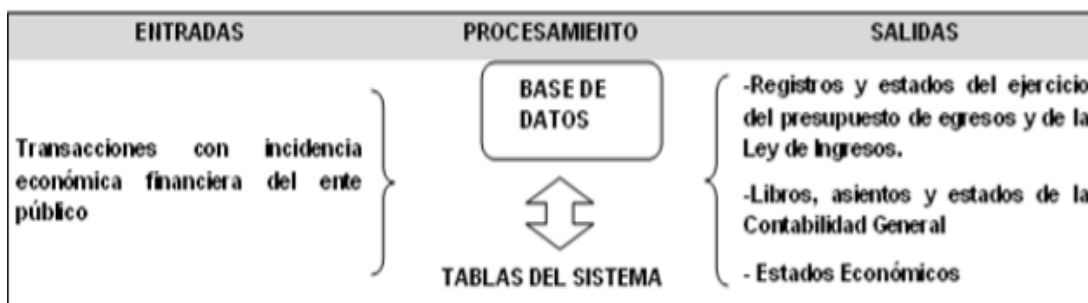 ENTRADAS
PROCESAMIENTO
SALIDAS
Transacciones con incidencia
económica financiera del ente
público
BASE DE
DATOS
TABLAS DEL SISTEMA
-Registros y estados del ejercicio
del presupuesto de egresos y de la
Ley de Ingresos.
-Libros, asientos y estados de la
Contabilidad General
- Estados Económicos